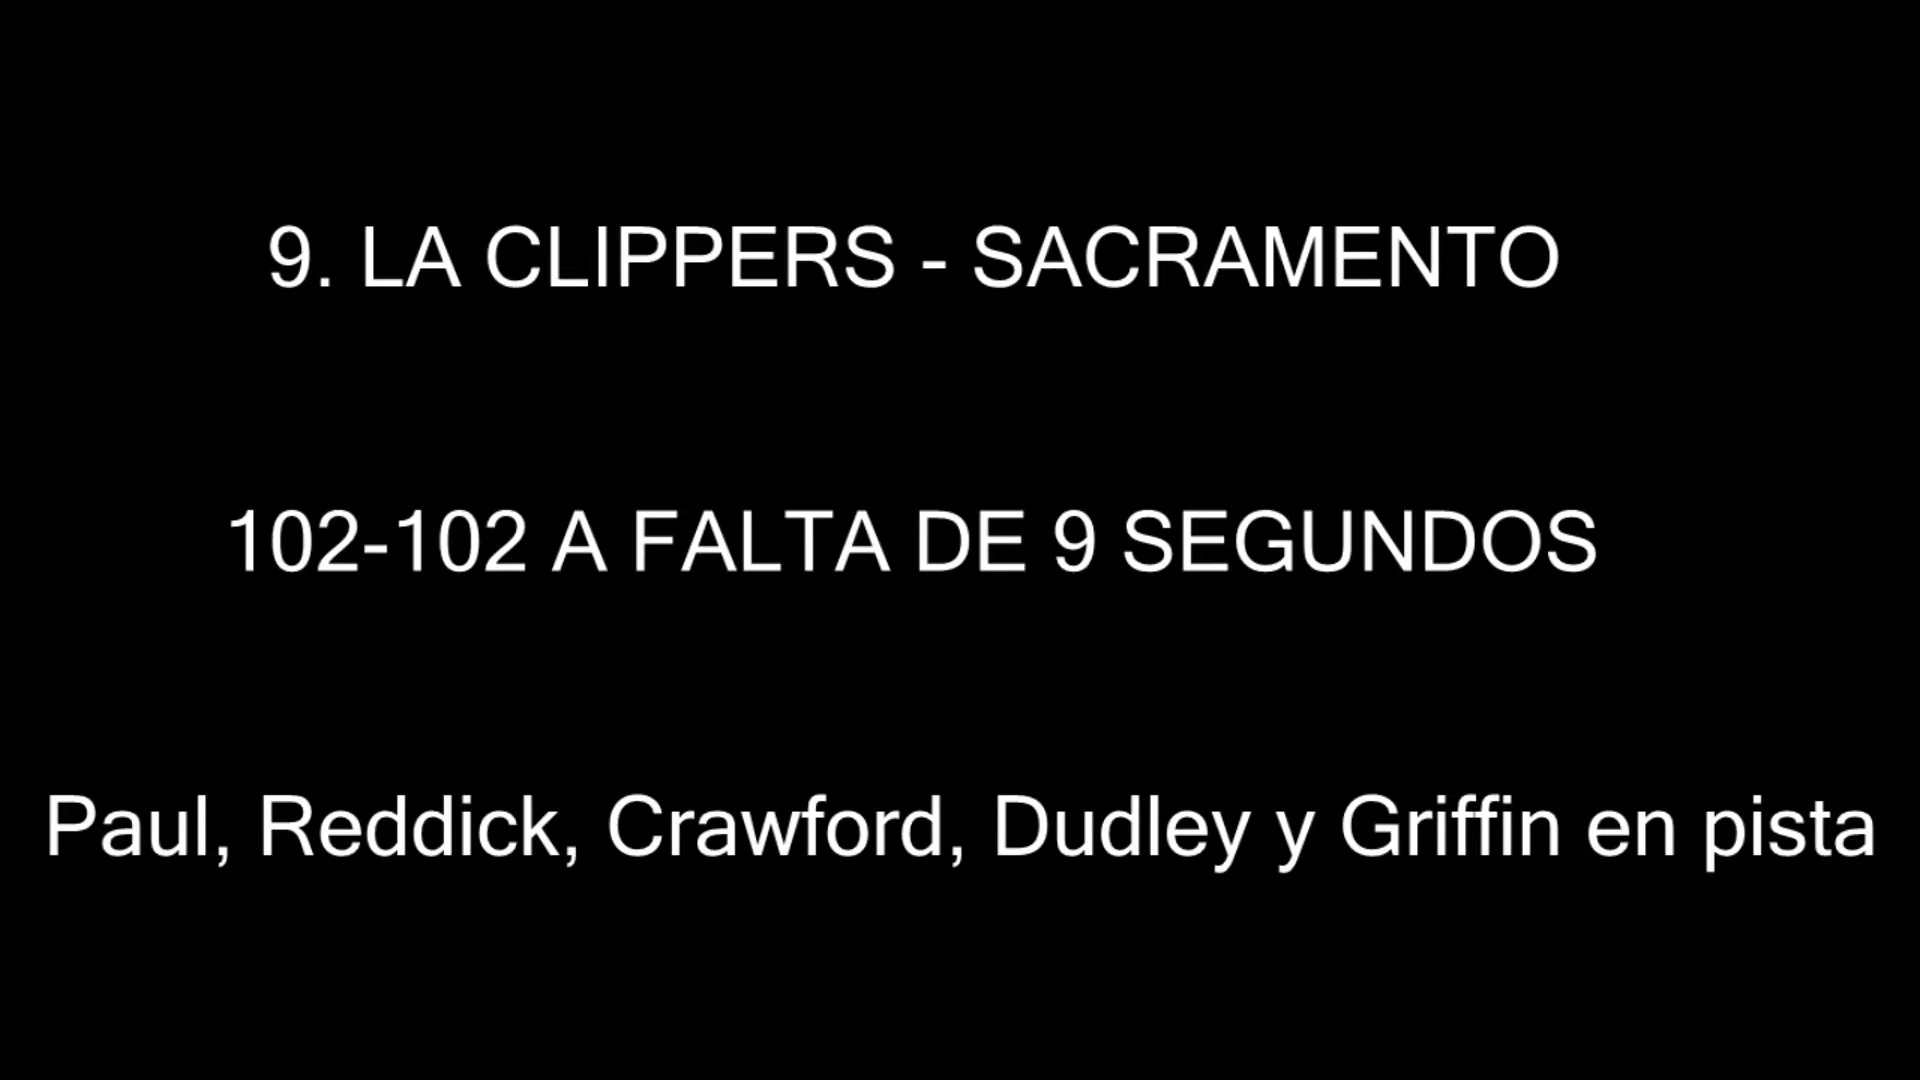 9. LA CLIPPERS - SACRAMENTO
102-102 A FALTA DE 9 SEGUNDOS
Paul, Reddick, Crawford, Dudley y Griffin en pista